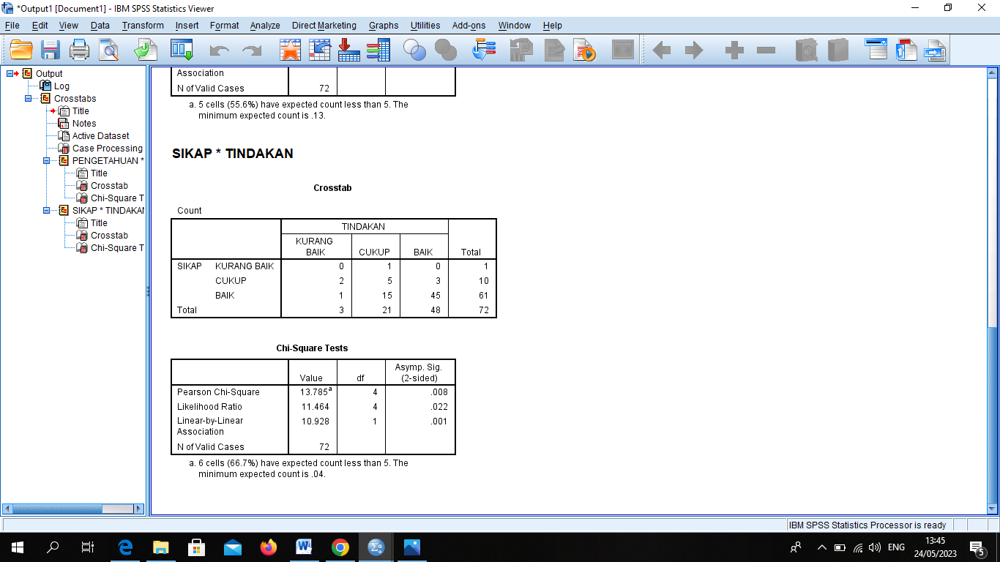 *Output1 [Document1] - IBM SPSS Statistics Viewer
File Edit View Data Transform Insert Format Analyze Direct Marketing Graphs Utilities Add-ons Window Help
Output
Log
Crosstabs
Title
Notes
Active Dataset
Case Processing
PENGETAHUAN *
Title
Crosstab
Chi-Square T
SIKAP * TINDAKAN
Title
Crosstab
Chi-Square T
Association
N of Valid Cases 72
a. 5 cells (55.6%) have expected count less than 5. The
minimum expected count is .13.
SIKAP * TINDAKAN
Crosstab
Count
TINDAKAN
KURANG
BAIK CUKUP BAIK Total
SIKAP KURANG BAIK 0 1 0 1
CUKUP 2 5 3 10
BAIK 1 15 45 61
Total 3 21 48 72
Chi-Square Tests
Asymp. Sig.
Value df (2-sided)
Pearson Chi-Square 13.785a 4 .008
Likelihood Ratio 11.464 4 .022
Linear-by-Linear 10.928 1 .001
Association
N of Valid Cases 72
a. 6 cells (66.7%) have expected count less than 5. The
minimum expected count is .04.
IBM SPSS Statistics Processor is ready
ENG
13:45
24/05/2023
5